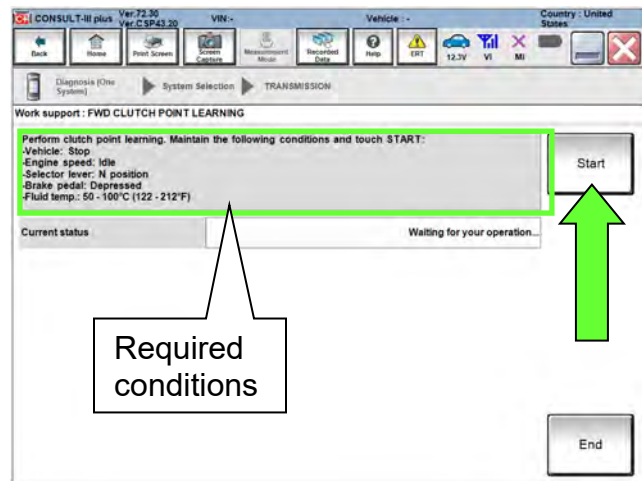 CONSULT-III plus Ver.72.30 VIN:- Vehicle : - Country : United
Ver.CSP43.20 States
Back Home Print Screen Screen Capture Measurement Mode Recorded Data Help ERT 12.3V VI MI
Diagnosis (One System) System Selection TRANSMISSION
Work support : FWD CLUTCH POINT LEARNING
Perform clutch point learning. Maintain the following conditions and touch START:
-Vehicle: Stop
-Engine speed: Idle
-Selector lever: N position
-Brake pedal: Depressed
-Fluid temp.: 50 - 100°C (122 - 212°F)
Start
Current status Waiting for your operation...
Required
conditions
End